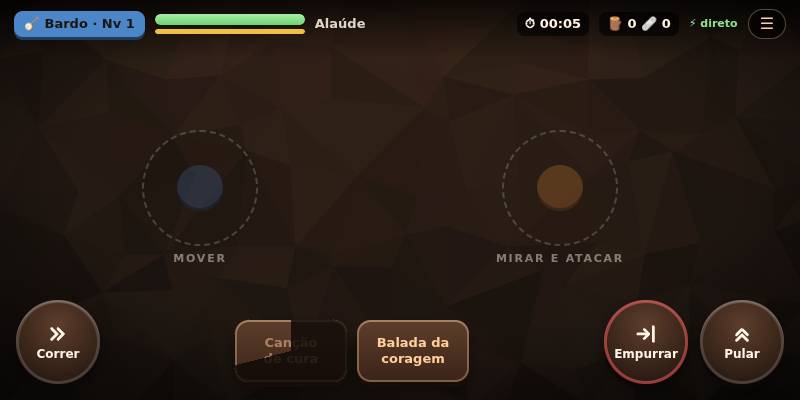 Bardo · Nv 1
Alaúde
00:05
0 0
direto
MOVER
MIRAR E ATACAR
Correr
Canção
de cura
Balada da
coragem
Empurrar
Pular